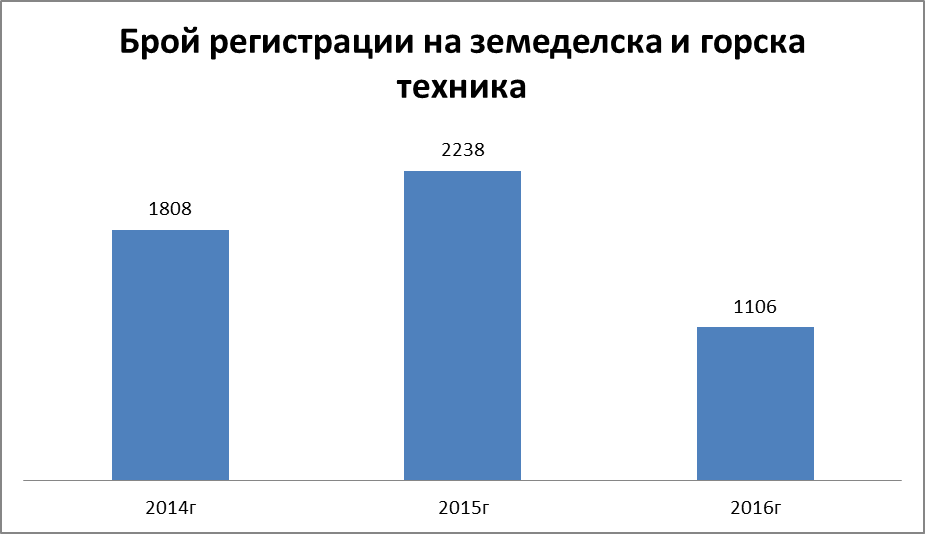 Брой регистрации на земеделска и горска
техника
2238
1808
1106
2014г
2015г
2016г